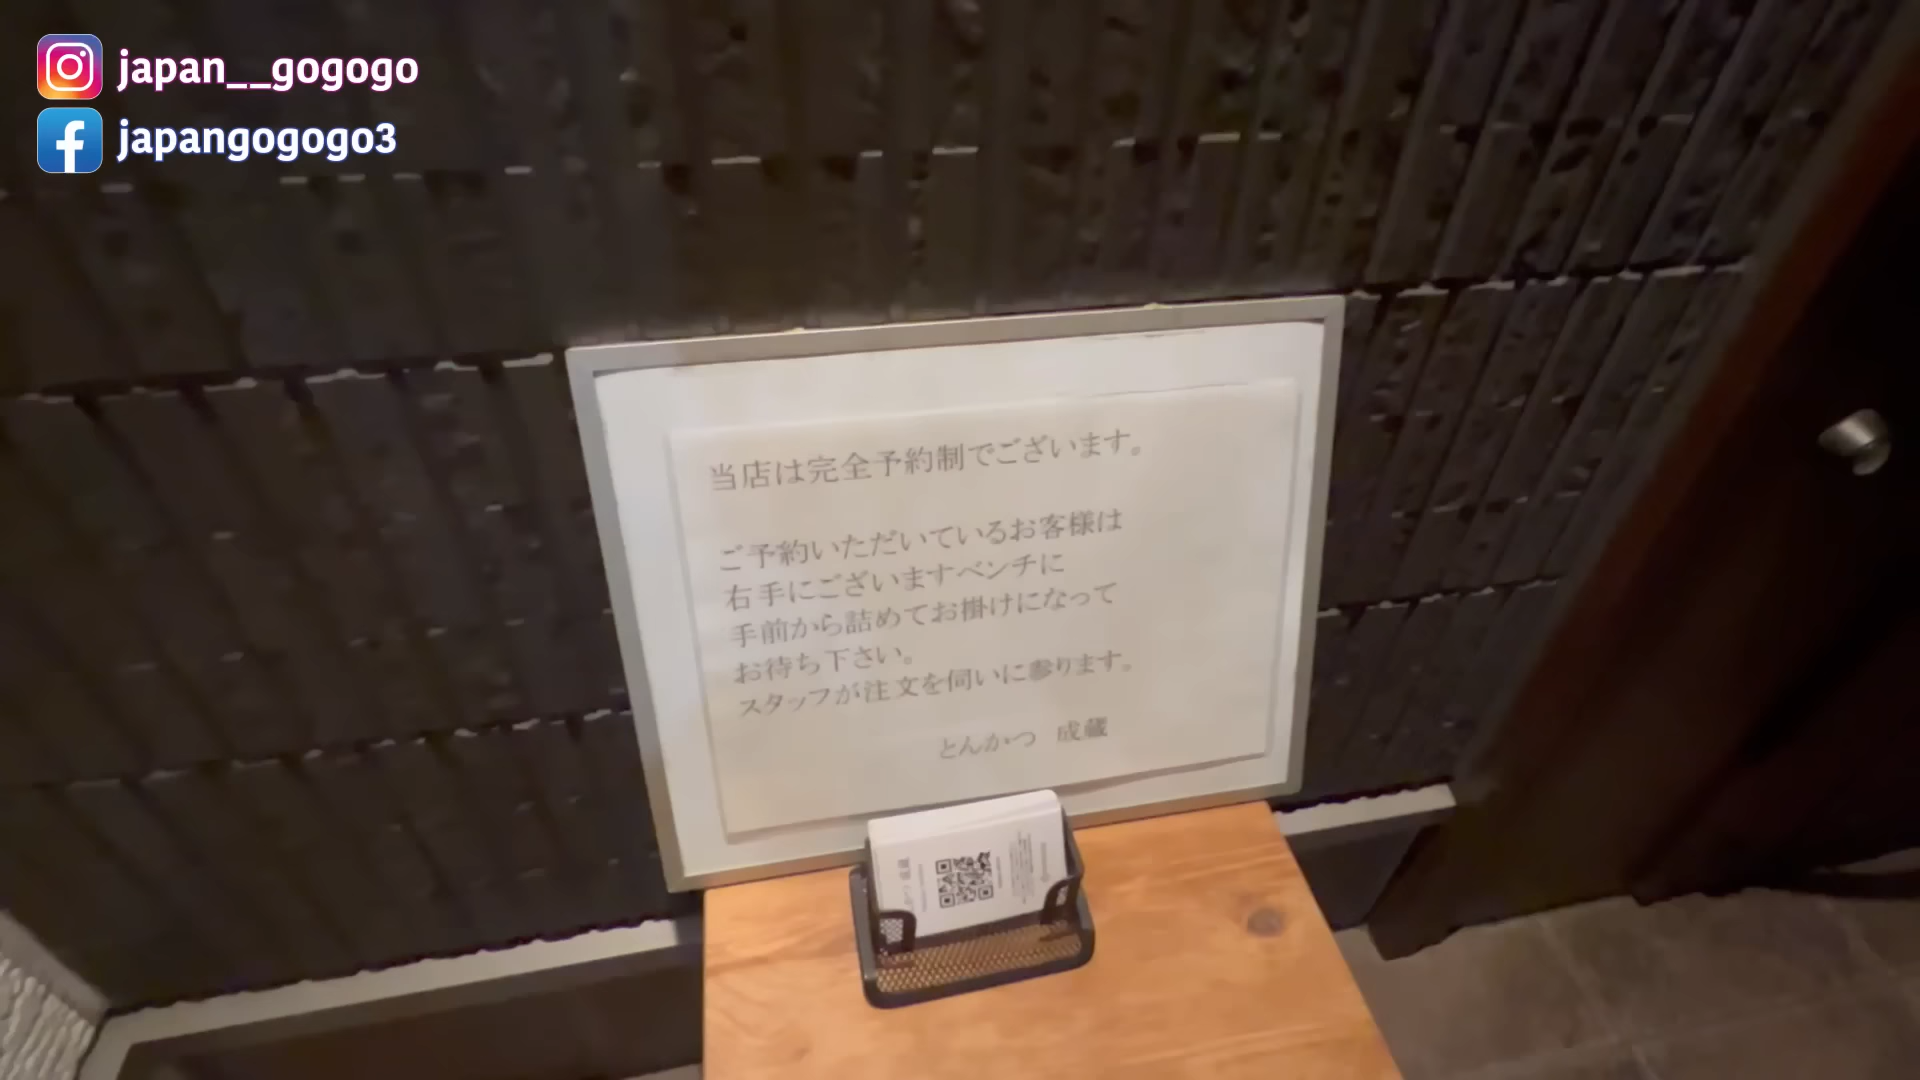 japan__gogogo
japangogogo3
当店は完全予約制でございます。
ご予約いただいているお客様は
右手にございますベンチに
手前から詰めてお掛けになって
お待ち下さい。
スタッフが注文を伺いに参ります。
とんかつ 成蔵